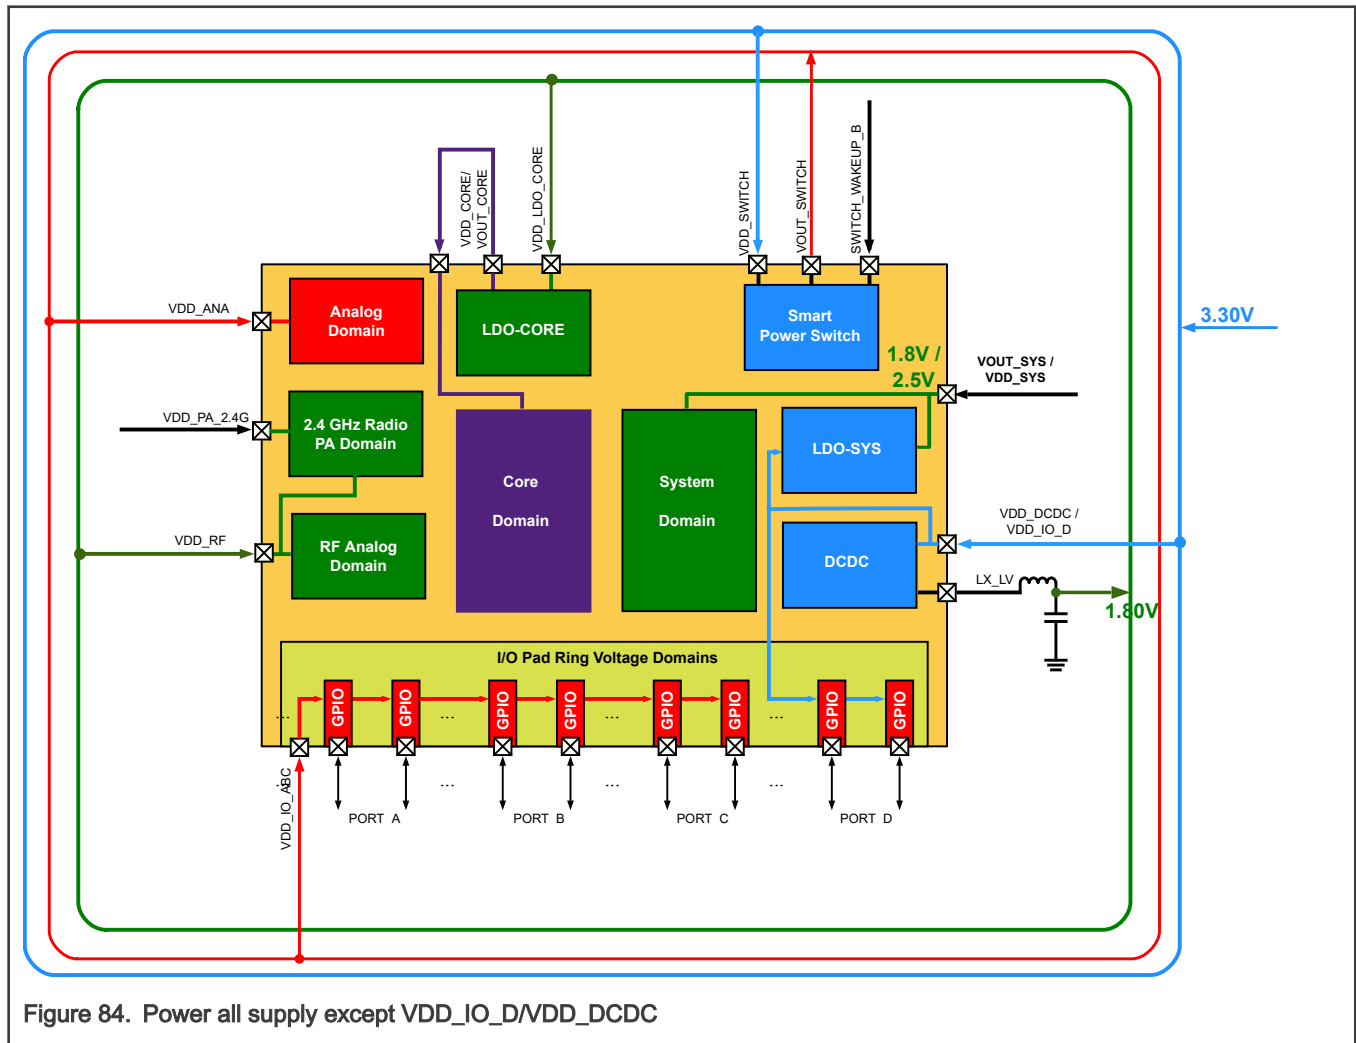 VDD_CORE/
VOUT_CORE
VDD_LDO_CORE
VDD_SWITCH
VOUT_SWITCH
SWITCH_WAKEUP_B
VDD_ANA
Analog
Domain
LDO-CORE
Smart
Power Switch
3.30V
1.8V /
2.5V
VOUT_SYS /
VDD_SYS
VDD_PA_2.4G
2.4 GHz Radio
PA Domain
LDO-SYS
Core
Domain
System
Domain
VDD_DCDC /
VDD_IO_D
VDD_RF
RF Analog
Domain
DCDC
LX_LV
1.80V
I/O Pad Ring Voltage Domains
... GPIO GPIO ... GPIO GPIO ... GPIO GPIO ... GPIO GPIO
VDD_IO_ABC
... ... ... ...
PORT A PORT B PORT C PORT D
Figure 84. Power all supply except VDD_IO_D/VDD_DCDC